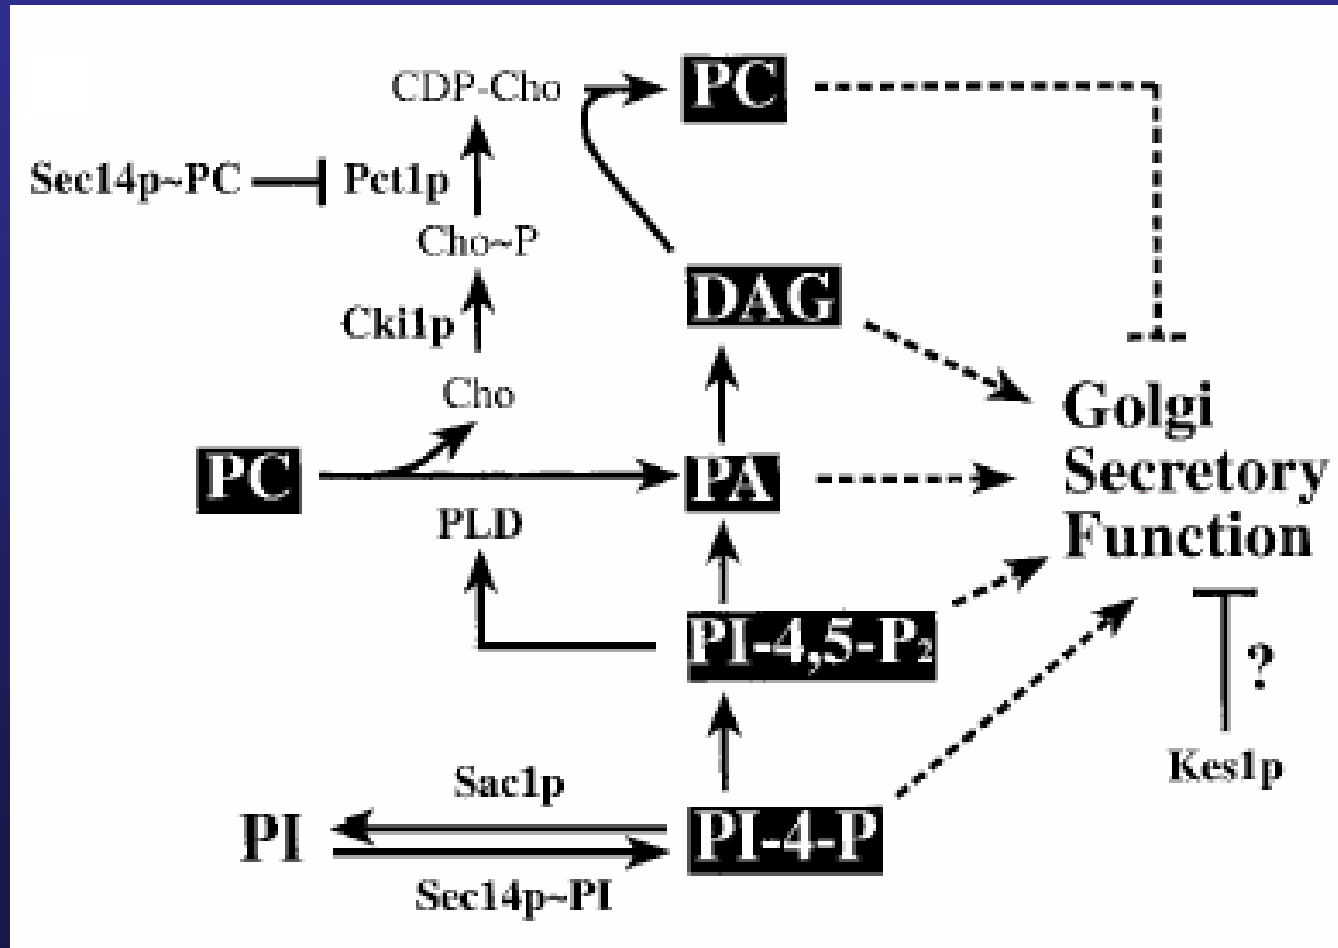 CDP-Cho
PC
Sec14p~PC
Pct1p
Cho~P
DAG
Cki1p
Cho
Golgi
Secretory
Function
PC
PA
PLD
PI-4,5-P₂
?
Kes1p
Sac1p
PI
PI-4-P
Sec14p~PI